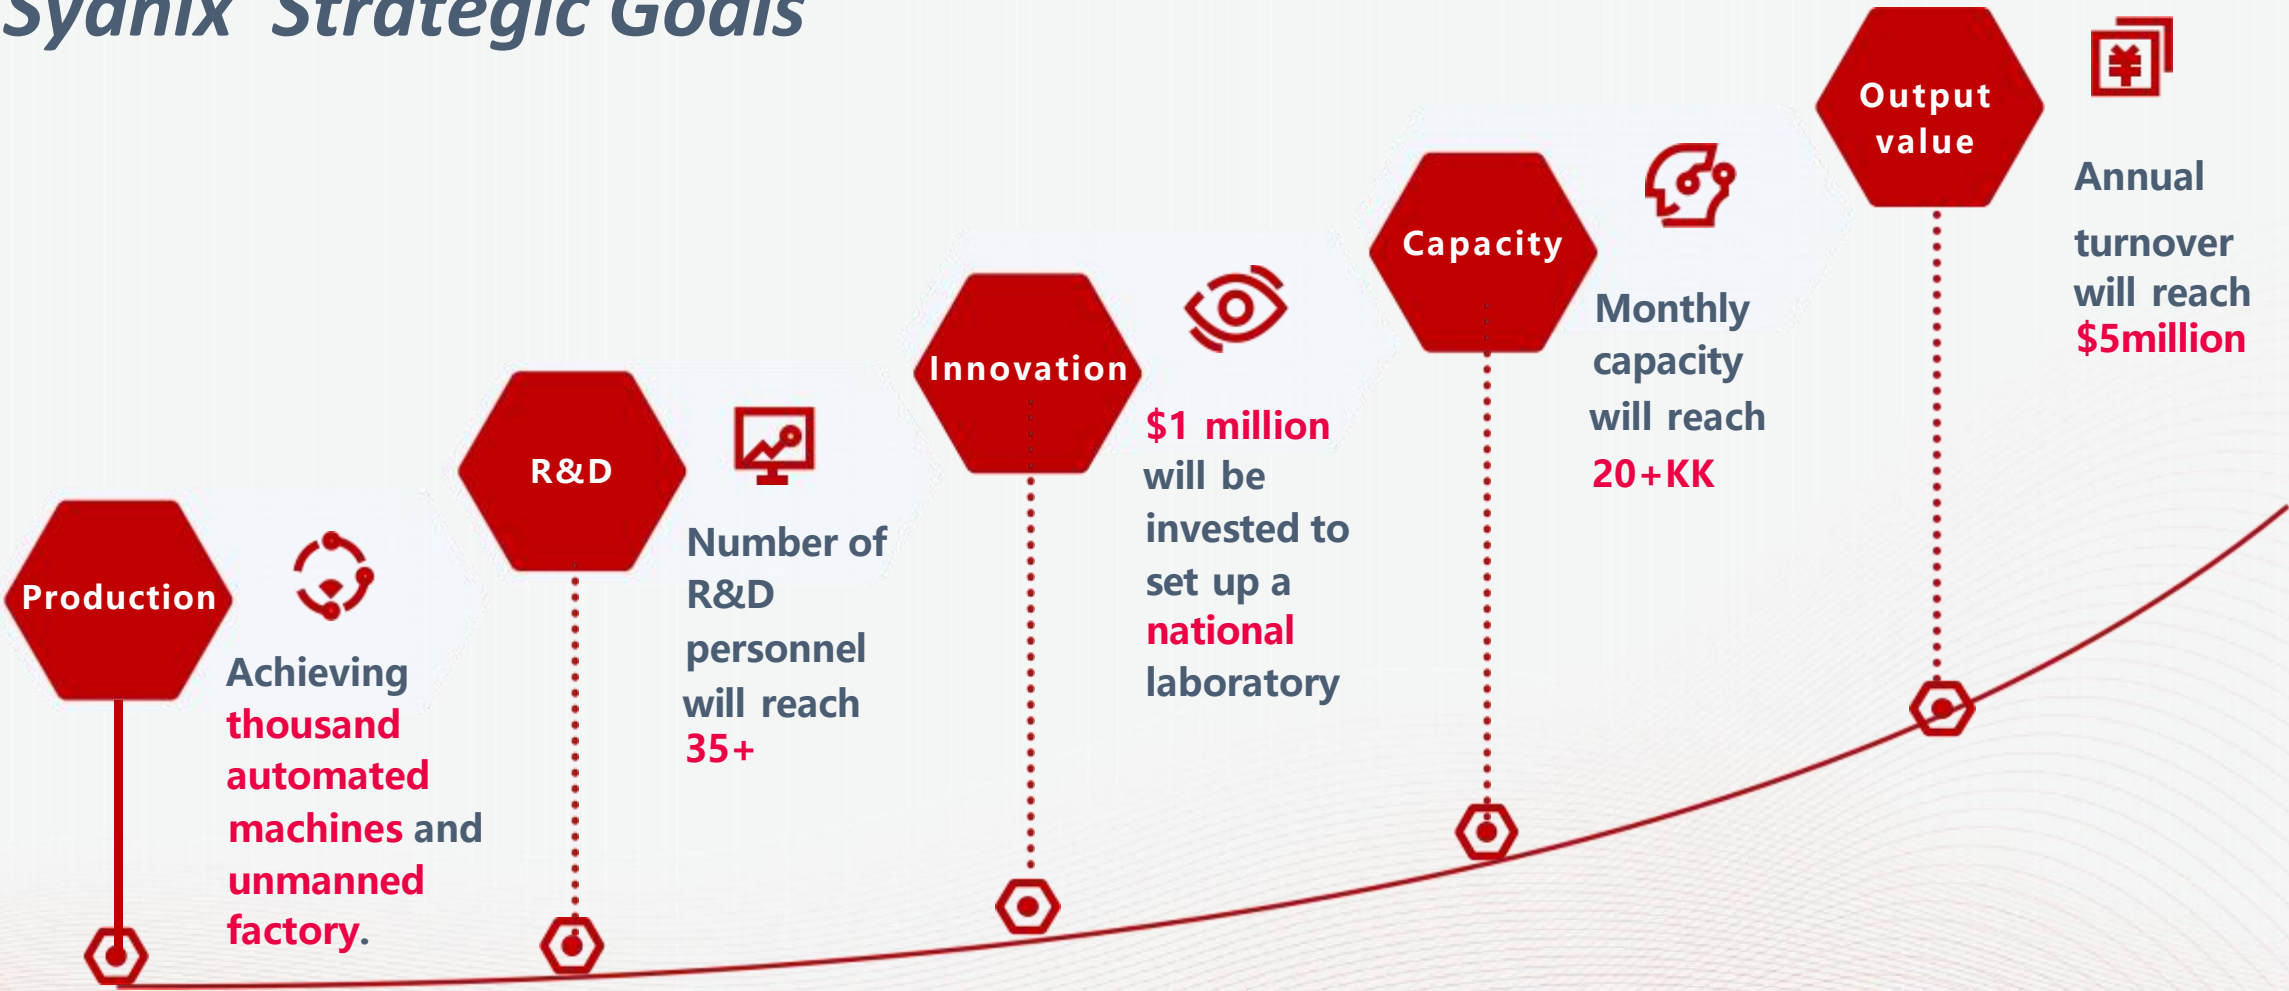 Syanix Strategic Goals
Production
Achieving
thousand
automated
machines and
unmanned
factory.
R&D
Number of
R&D
personnel
will reach
35+
Innovation
$1 million
will be
invested to
set up a
national
laboratory
Capacity
Monthly
capacity
will reach
20+KK
Output
value
¥
Annual
turnover
will reach
$5million